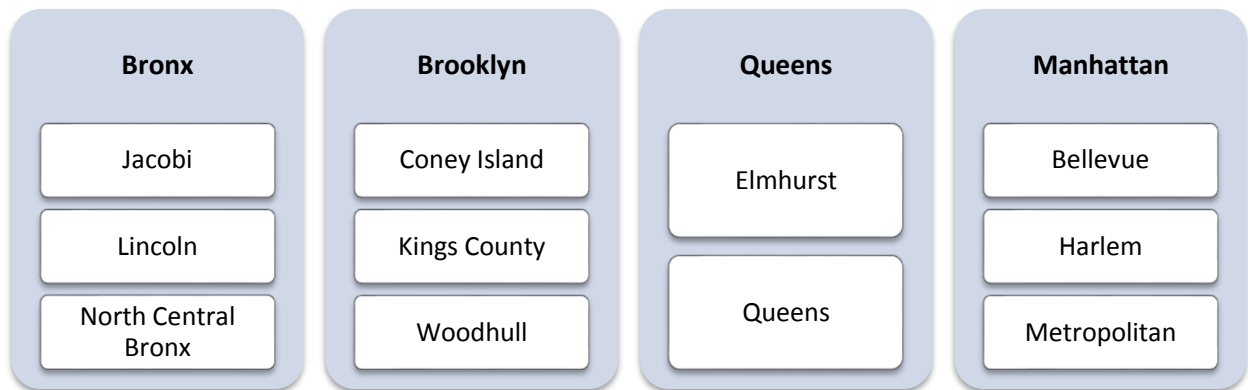 Bronx
Jacobi
Lincoln
North Central
Bronx
Brooklyn
Coney Island
Kings County
Woodhull
Queens
Elmhurst
Queens
Manhattan
Bellevue
Harlem
Metropolitan